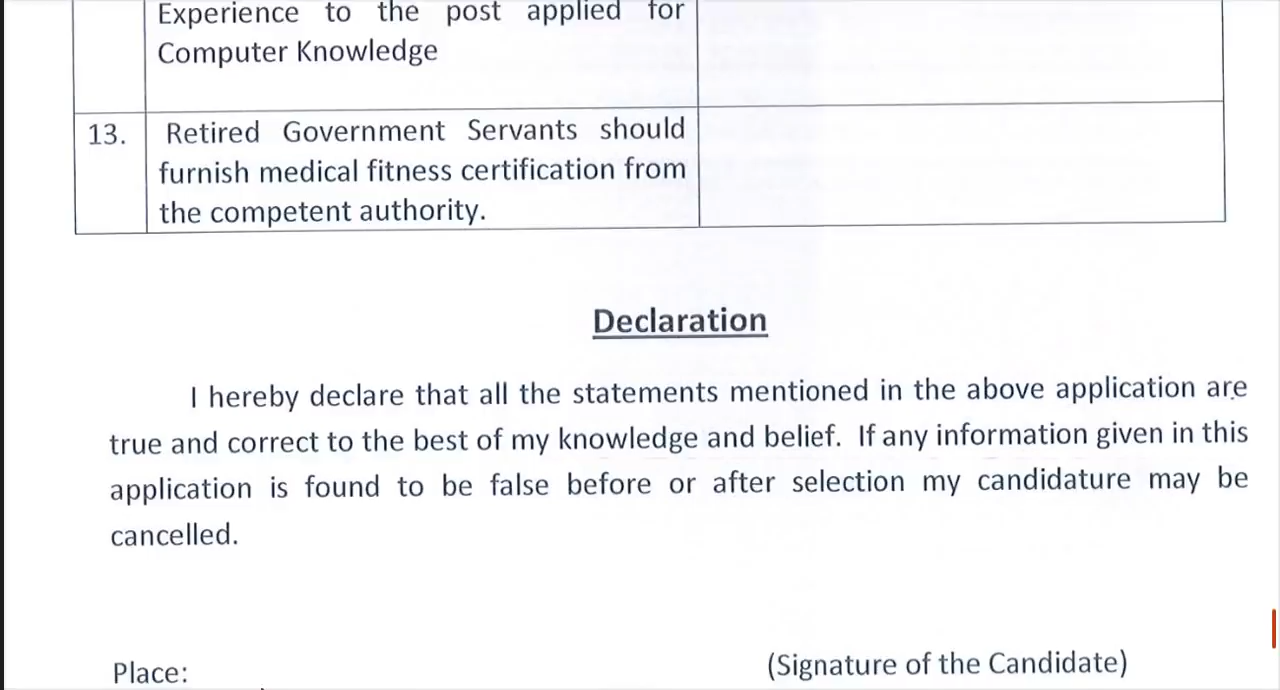 Experience to the post applied for
Computer Knowledge
13. Retired Government Servants should
furnish medical fitness certification from
the competent authority.
Declaration
I hereby declare that all the statements mentioned in the above application are
true and correct to the best of my knowledge and belief. If any information given in this
application is found to be false before or after selection my candidature may be
cancelled.
Place: (Signature of the Candidate)